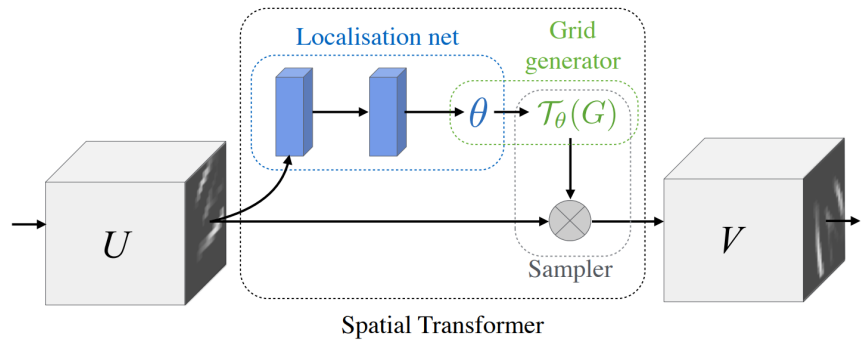 Localisation net
Grid
generator
θ
𝒯θ(G)
U
V
Sampler
Spatial Transformer